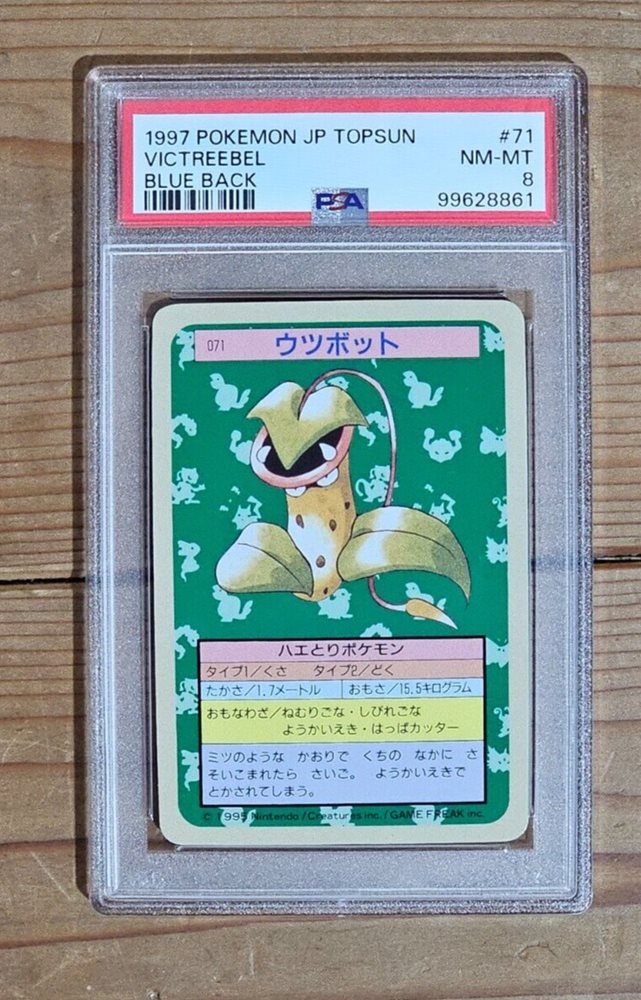 1997 POKEMON JP TOPSUN #71
VICTREEBEL NM-MT
BLUE BACK 8
PSA 99628861
071 ウツボット
ハエとりポケモン
タイプ1/くさ タイプ2/どく
たかさ/1.7メートル おもさ/15.5キログラム
おもなわざ/ねむりごな・しびれごな
ようかいえき・はっぱカッター
ミツのような かおりで くちの なかに さ
そいこまれたら さいご。 ようかいえきで
とかされてしまう。
© 1995 Nintendo/Creatures inc./GAME FREAK inc.